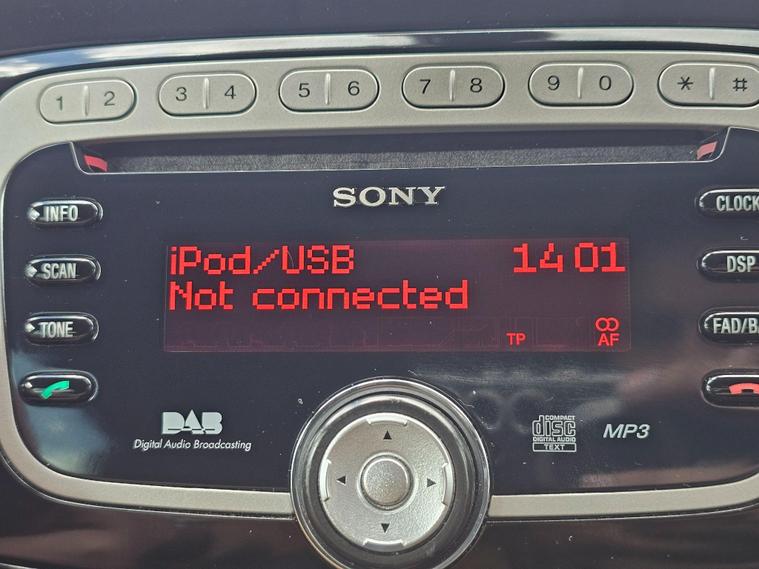 1 2 3 4 5 6 7 8 9 0 * #
SONY
INFO
CLOCK
iPod/USB 14 01
Not connected
SCAN
DSP
TONE
FAD/B
TP AF
DAB
Digital Audio Broadcasting
COMPACT
disc
DIGITAL AUDIO
TEXT
MP3